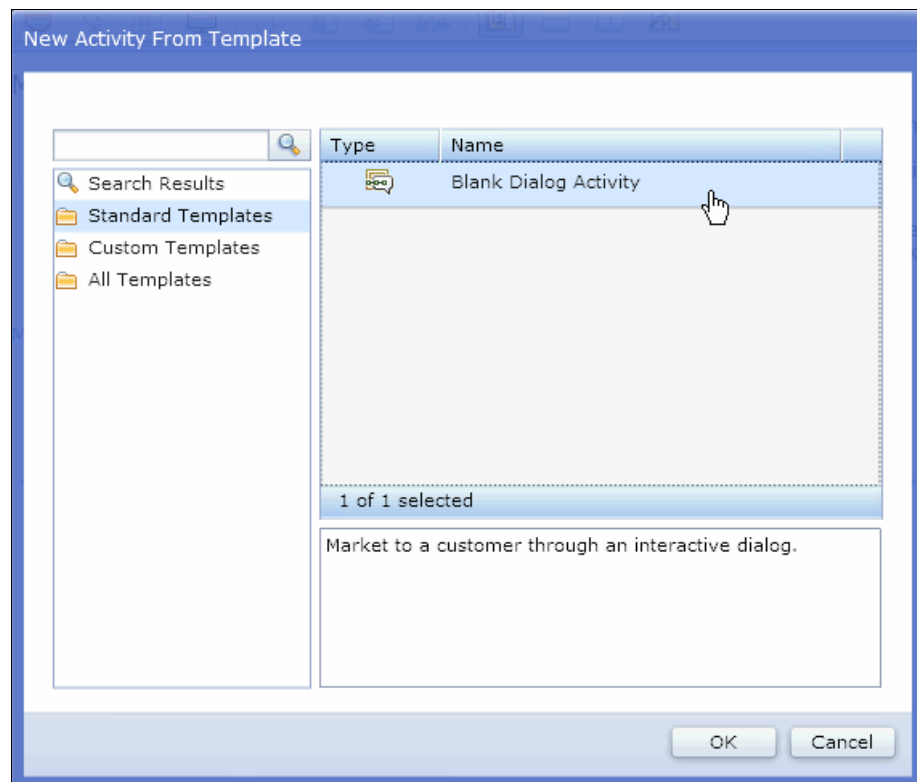 New Activity From Template
Type Name
Search Results
Blank Dialog Activity
Standard Templates
Custom Templates
All Templates
1 of 1 selected
Market to a customer through an interactive dialog.
OK Cancel